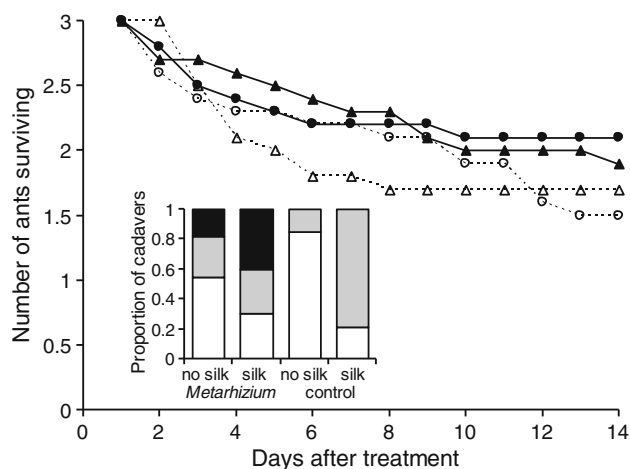 Number of ants surviving
3
2.5
2
1.5
1
0.5
0
Proportion of cadavers
1
0.8
0.6
0.4
0.2
0
no silk silk no silk silk
Metarhizium control
0 2 4 6 8 10 12 14
Days after treatment